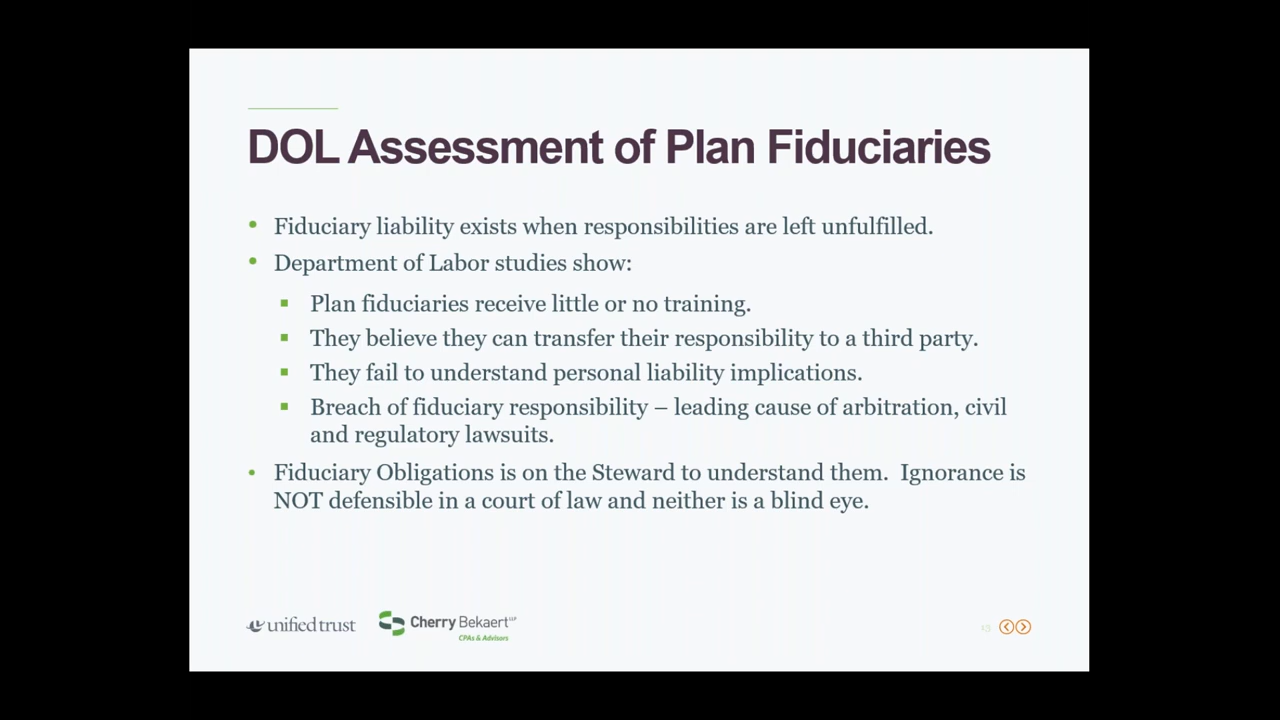 DOL Assessment of Plan Fiduciaries
• Fiduciary liability exists when responsibilities are left unfulfilled.
• Department of Labor studies show:
▪ Plan fiduciaries receive little or no training.
▪ They believe they can transfer their responsibility to a third party.
▪ They fail to understand personal liability implications.
▪ Breach of fiduciary responsibility – leading cause of arbitration, civil
and regulatory lawsuits.
• Fiduciary Obligations is on the Steward to understand them.  Ignorance is
NOT defensible in a court of law and neither is a blind eye.
unified trust
Cherry Bekaert LLP
CPAs & Advisors